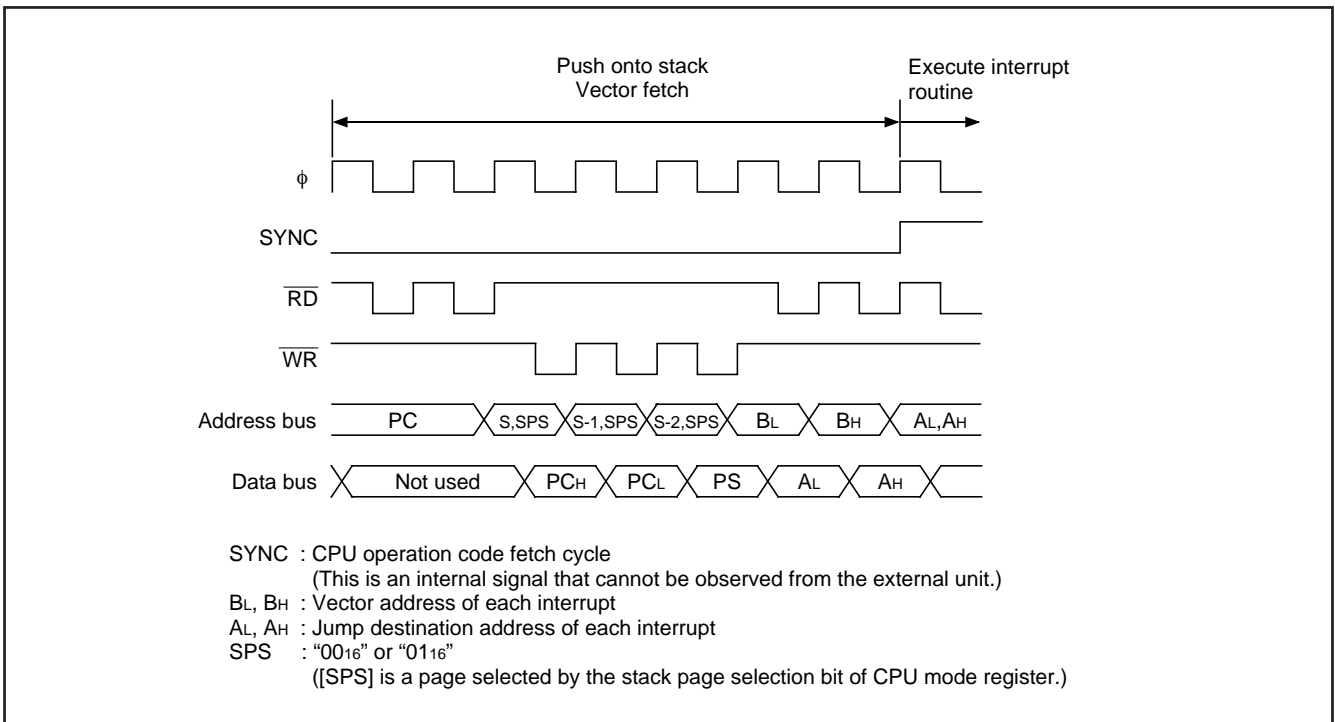 Push onto stack
Vector fetch
Execute interrupt
routine
φ
SYNC
RD
WR
Address bus PC S,SPS S-1,SPS S-2,SPS BL BH AL,AH
Data bus Not used PCH PCL PS AL AH
SYNC : CPU operation code fetch cycle
(This is an internal signal that cannot be observed from the external unit.)
BL, BH : Vector address of each interrupt
AL, AH : Jump destination address of each interrupt
SPS : “0016” or “0116”
([SPS] is a page selected by the stack page selection bit of CPU mode register.)